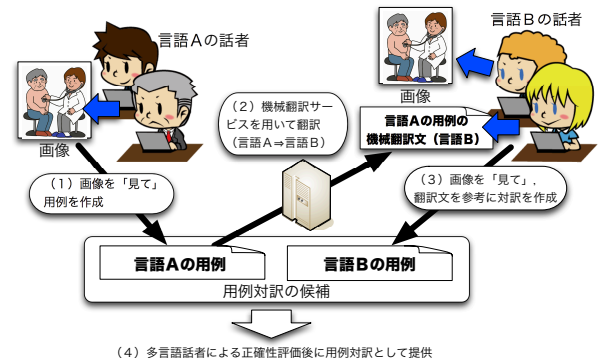 言語Ａの話者
言語Ｂの話者
画像
画像
（１）画像を「見て」
用例を作成
（２）機械翻訳サー
ビスを用いて翻訳
（言語Ａ⇒言語Ｂ）
言語Ａの用例の
機械翻訳文（言語Ｂ）
（３）画像を「見て」，
翻訳文を参考に対訳を作成
言語Ａの用例
言語Ｂの用例
用例対訳の候補
（４）多言語話者による正確性評価後に用例対訳として提供